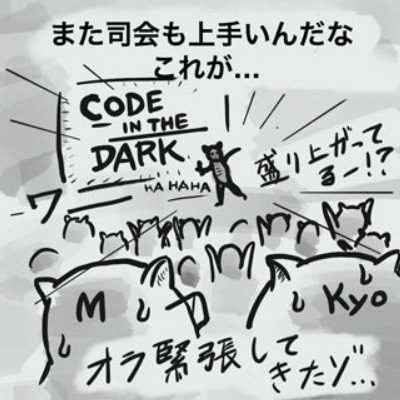 また司会も上手いんだな
これが…
CODE
IN THE
DARK
HA HAHA
盛り上がって
るー!?
ワー
M
Kyo
オラ緊張して
きたゾ…